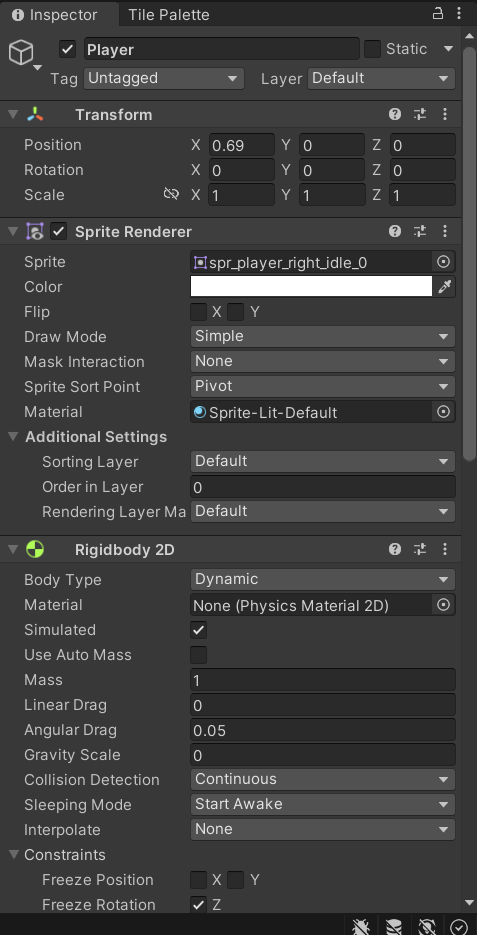 Inspector Tile Palette
Player Static
Tag Untagged Layer Default
Transform
Position X 0.69 Y 0 Z 0
Rotation X 0 Y 0 Z 0
Scale X 1 Y 1 Z 1
Sprite Renderer
Sprite spr_player_right_idle_0
Color
Flip X Y
Draw Mode Simple
Mask Interaction None
Sprite Sort Point Pivot
Material Sprite-Lit-Default
Additional Settings
Sorting Layer Default
Order in Layer 0
Rendering Layer Ma Default
Rigidbody 2D
Body Type Dynamic
Material None (Physics Material 2D)
Simulated
Use Auto Mass
Mass 1
Linear Drag 0
Angular Drag 0.05
Gravity Scale 0
Collision Detection Continuous
Sleeping Mode Start Awake
Interpolate None
Constraints
Freeze Position X Y
Freeze Rotation Z